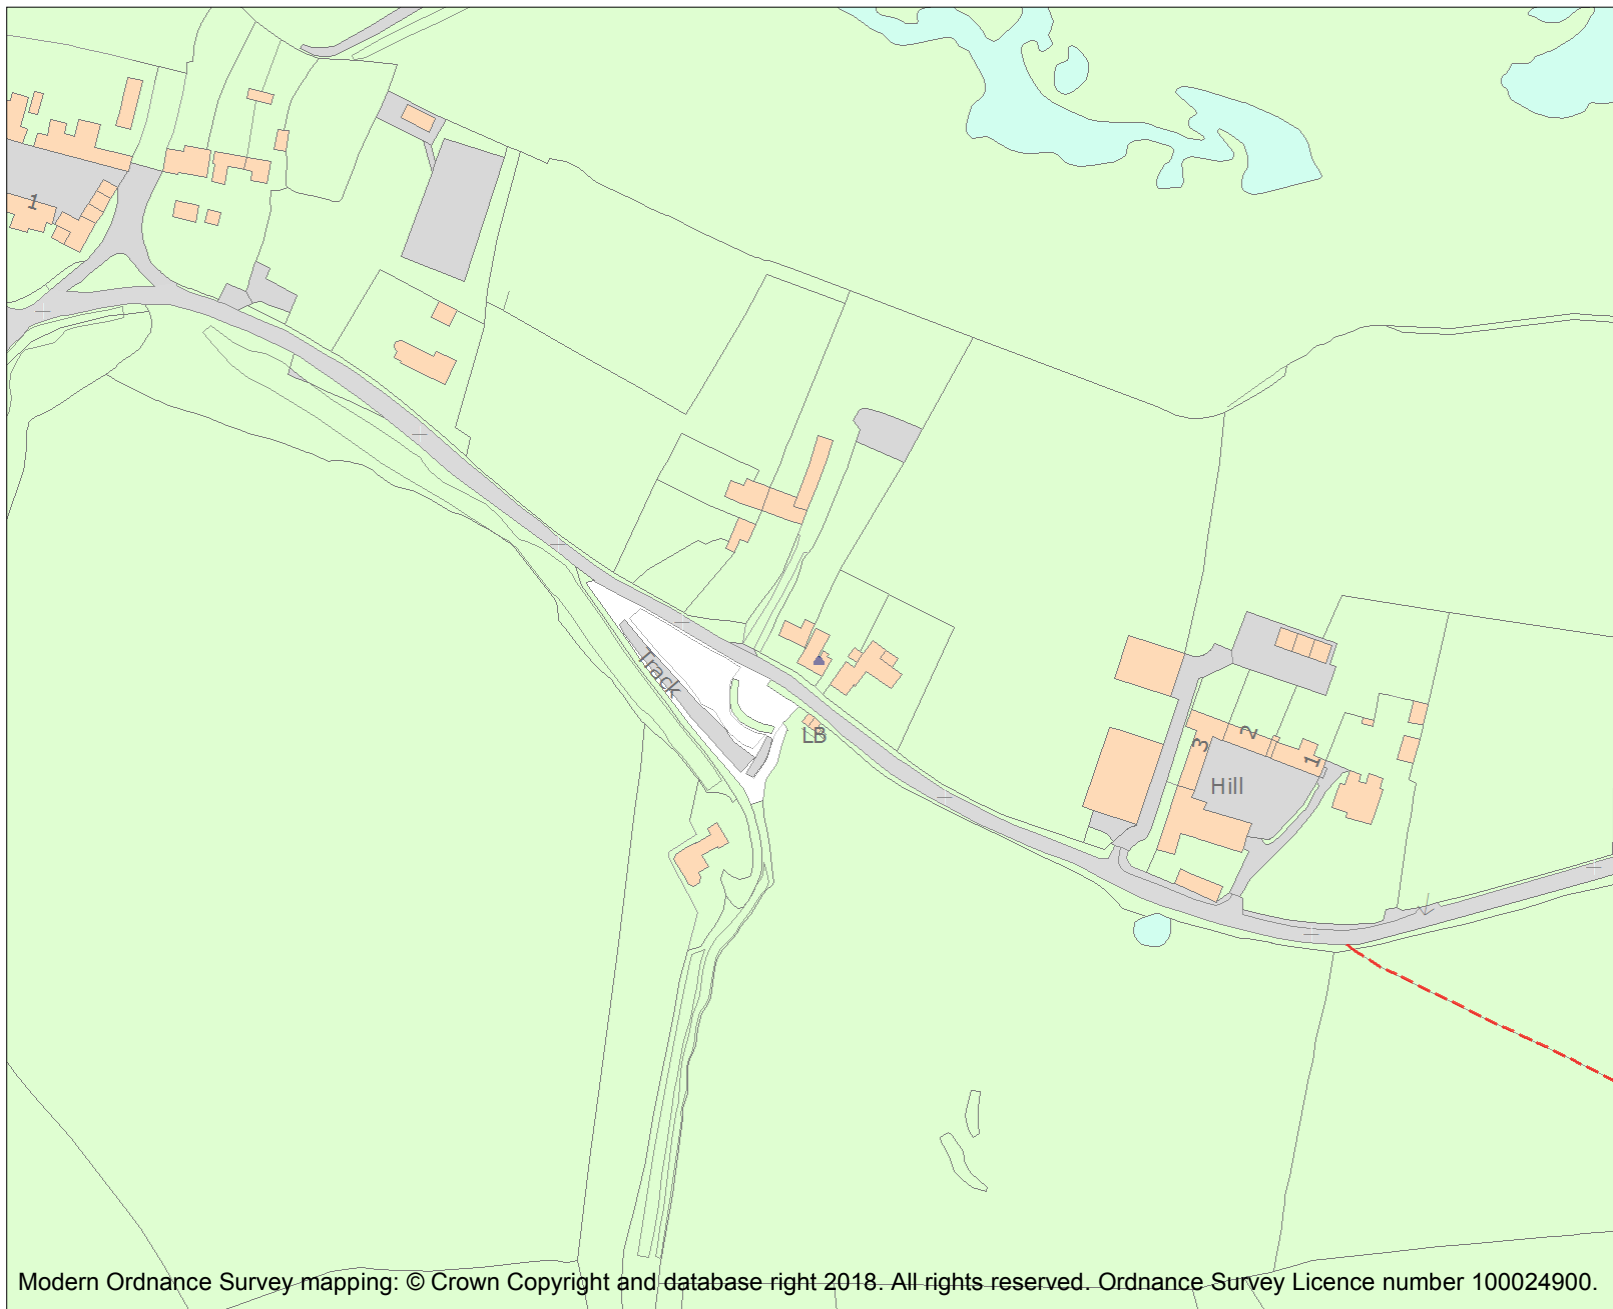 1
Track
LB
3
2
1
Hill
Modern Ordnance Survey mapping: © Crown Copyright and database right 2018. All rights reserved. Ordnance Survey Licence number 100024900.